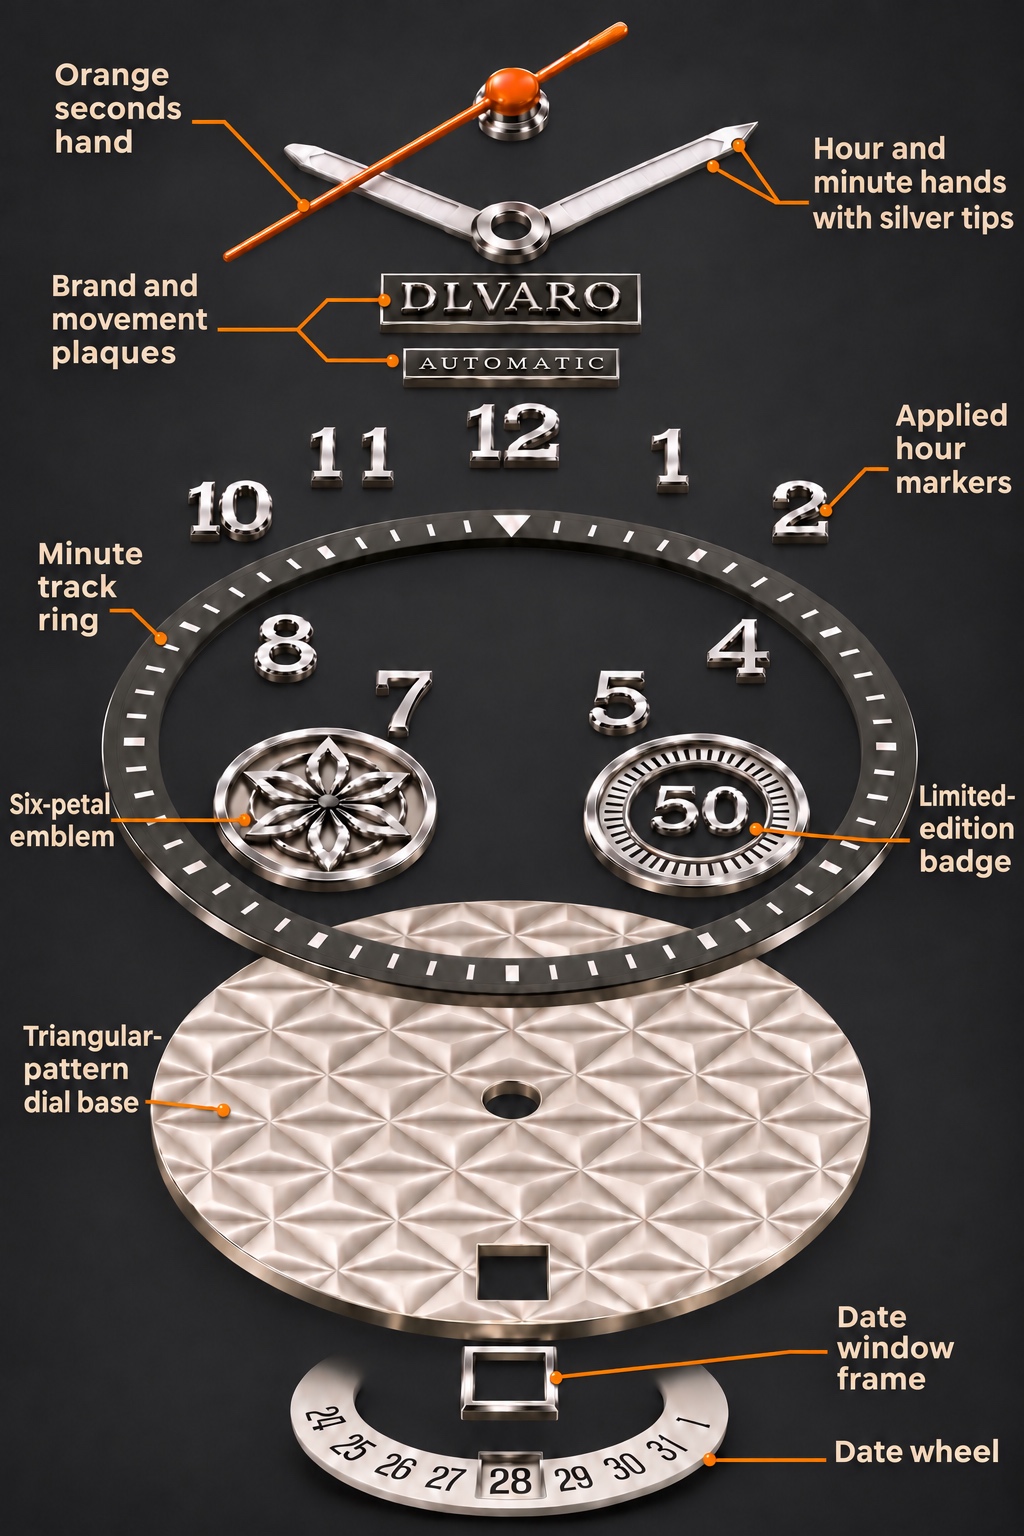 Orange
seconds
hand
Hour and
minute hands
with silver tips
Brand and
movement
plaques
DLVARO
AUTOMATIC
12
11
1
10
2
Applied
hour
markers
Minute
track
ring
8
4
7
5
Six-petal
emblem
50
Limited-
edition
badge
Triangular-
pattern
dial base
Date
window
frame
24 25 26 27 28 29 30 31 1
Date wheel